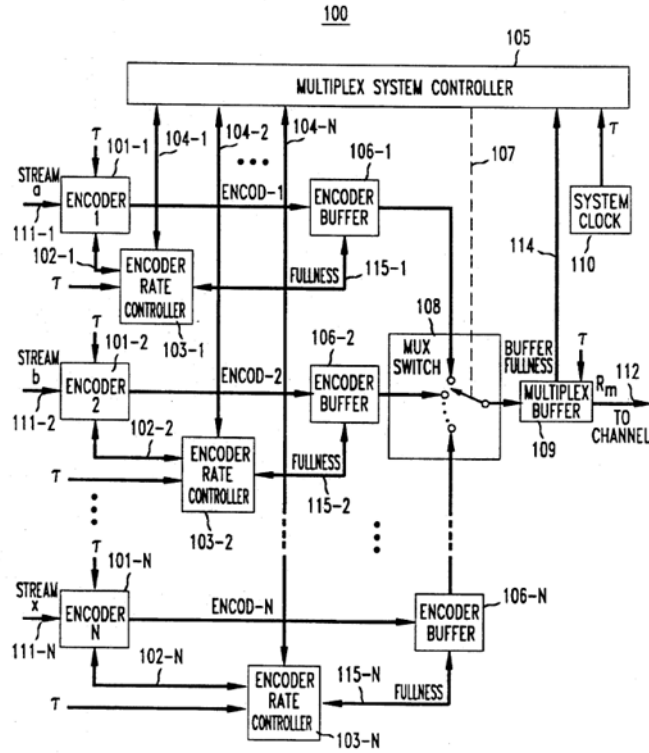 100
105
MULTIPLEX SYSTEM CONTROLLER
τ
101-1
104-1
104-2
104-N
106-1
107
τ
STREAM
a
ENCODER
1
ENCOD-1
ENCODER
BUFFER
SYSTEM
CLOCK
111-1
102-1
114
110
τ
ENCODER
RATE
CONTROLLER
FULLNESS
115-1
103-1
108
τ
101-2
106-2
MUX
SWITCH
BUFFER
FULLNESS
τ
STREAM
b
ENCODER
2
ENCOD-2
ENCODER
BUFFER
MULTIPLEX
BUFFER
Rm
112
TO
CHANNEL
111-2
109
102-2
τ
ENCODER
RATE
CONTROLLER
FULLNESS
115-2
103-2
τ
101-N
STREAM
x
ENCODER
N
ENCOD-N
ENCODER
BUFFER
106-N
111-N
102-N
τ
ENCODER
RATE
CONTROLLER
115-N
FULLNESS
103-N